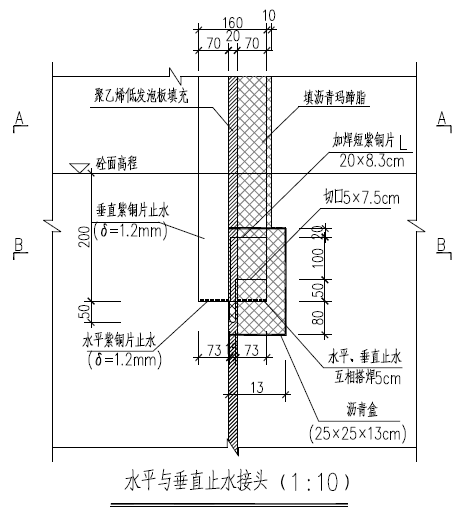 10
160
20
70 70
聚乙烯低发泡板填充
填沥青玛蹄脂
A A
加焊短紫铜片L
20×8.3cm
砼面高程
切口5×7.5cm
垂直紫铜片止水
(δ=1.2mm)
B B
200
20
100
50
50
80
水平紫铜片止水
(δ=1.2mm)
73 73
水平、垂直止水
互相搭焊5cm
13
沥青盒
(25×25×13cm)
水平与垂直止水接头(1:10)